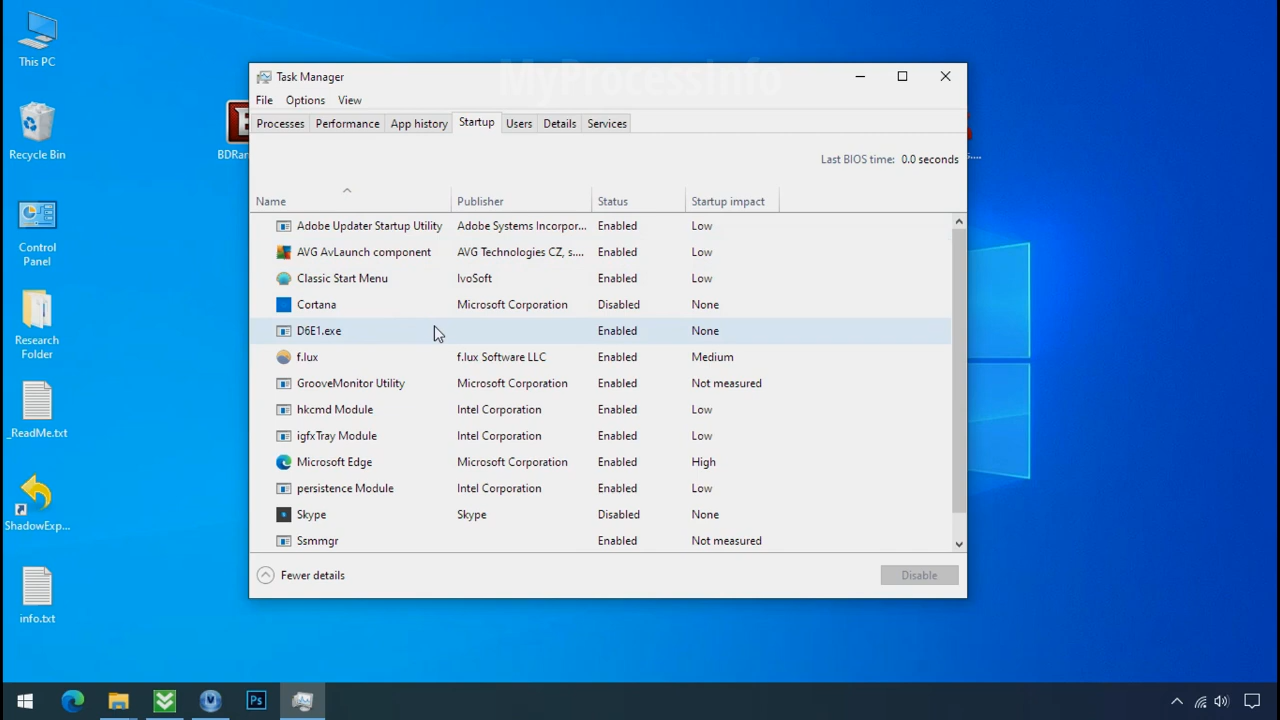 This PC
Recycle Bin
Control
Panel
Research
Folder
_ReadMe.txt
ShadowExp...
info.txt
BDRan
Task Manager
MyProcessInfo
File Options View
Processes Performance App history Startup Users Details Services
Last BIOS time: 0.0 seconds
Name Publisher Status Startup impact
Adobe Updater Startup Utility Adobe Systems Incorpor... Enabled Low
AVG AvLaunch component AVG Technologies CZ, s.... Enabled Low
Classic Start Menu IvoSoft Enabled Low
Cortana Microsoft Corporation Disabled None
D6E1.exe Enabled None
f.lux f.lux Software LLC Enabled Medium
GrooveMonitor Utility Microsoft Corporation Enabled Not measured
hkcmd Module Intel Corporation Enabled Low
igfxTray Module Intel Corporation Enabled Low
Microsoft Edge Microsoft Corporation Enabled High
persistence Module Intel Corporation Enabled Low
Skype Skype Disabled None
Ssmmgr Enabled Not measured
Fewer details Disable
Ps